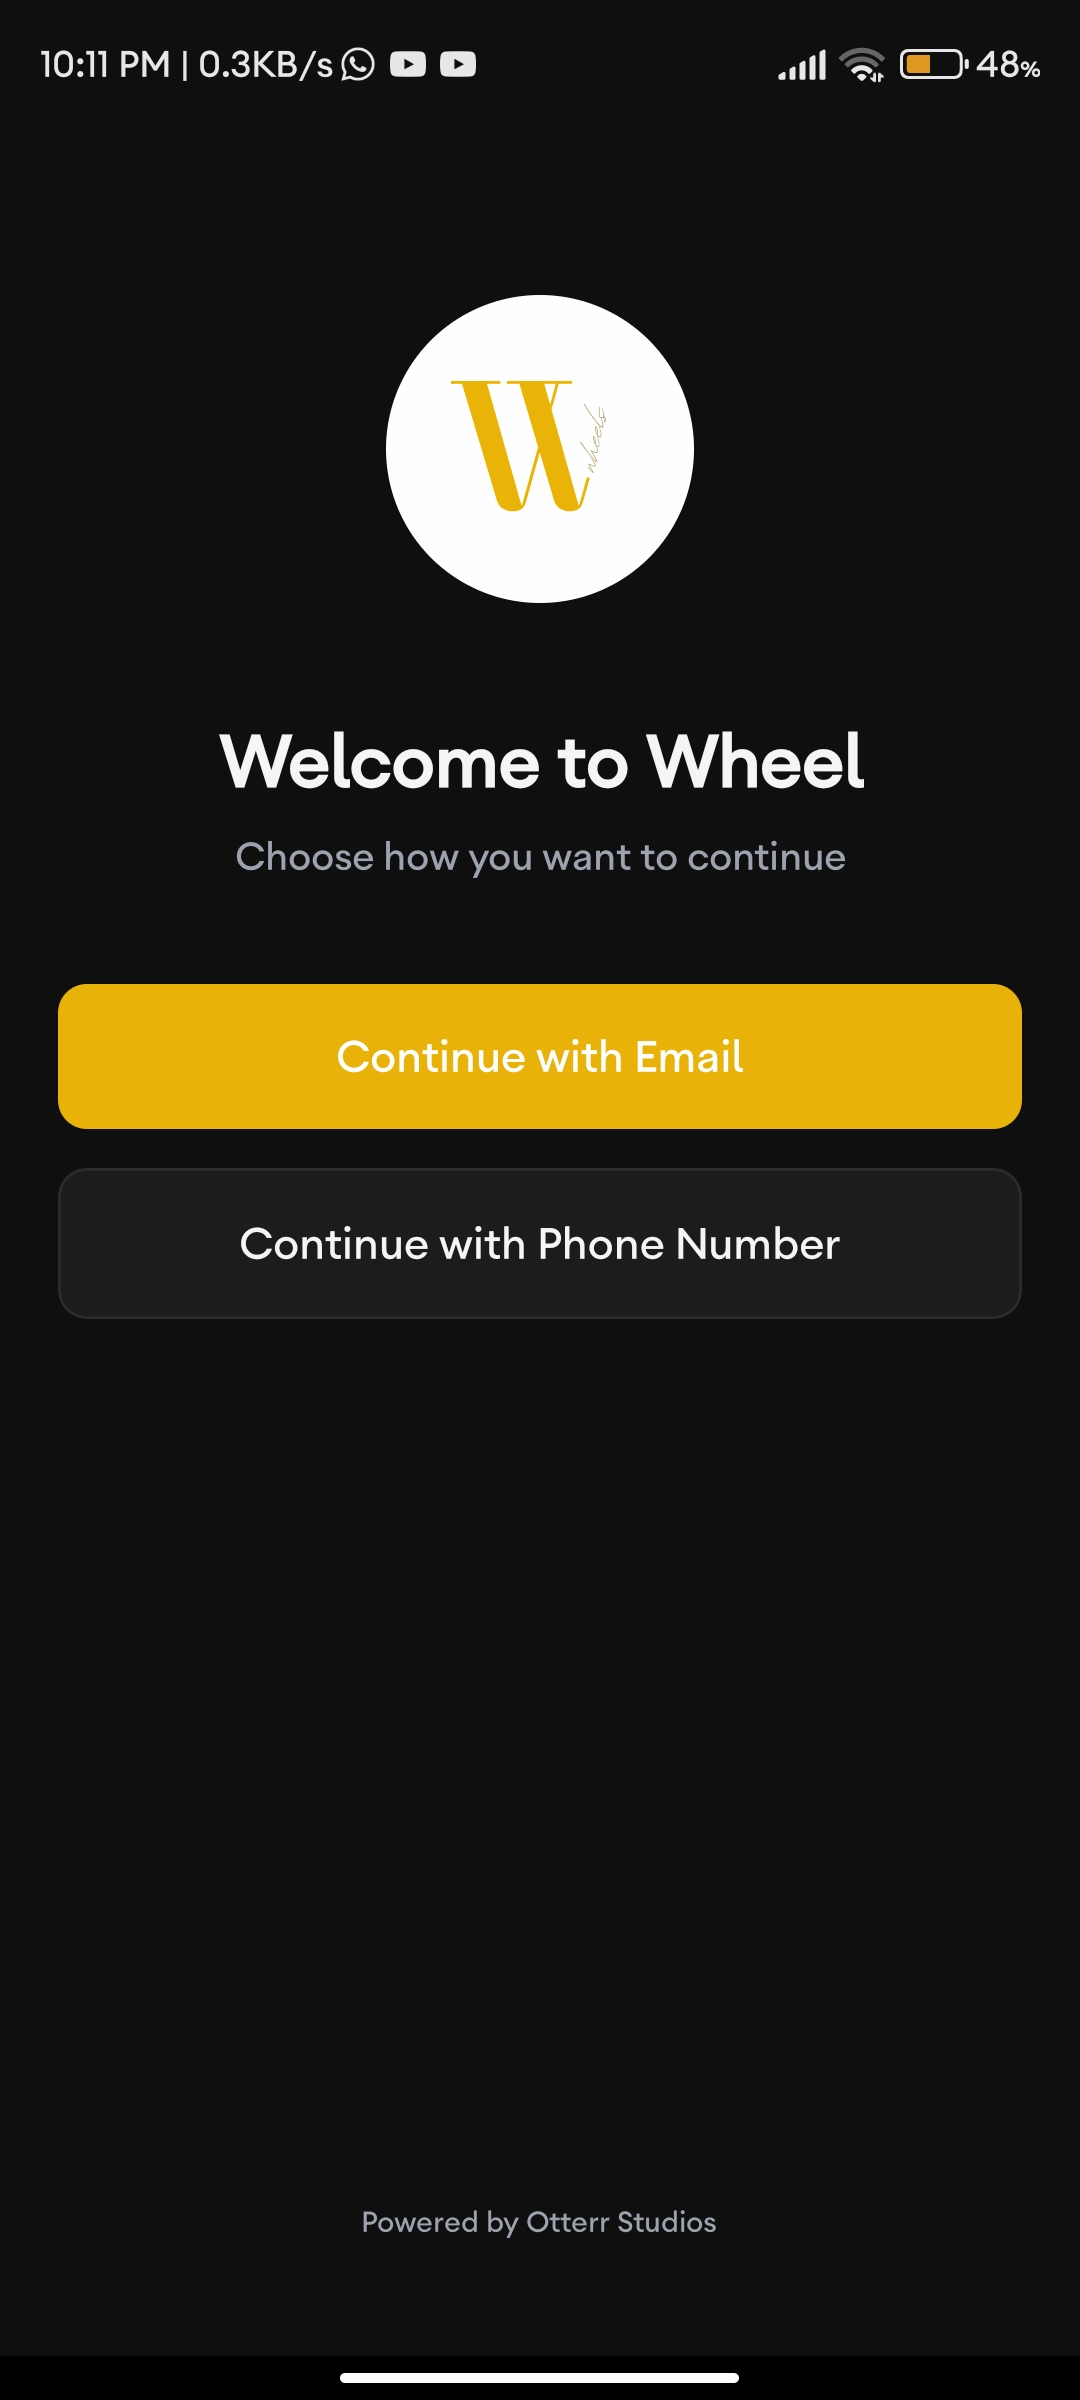 10:11 PM | 0.3KB/s 48%
W
wheels
Welcome to Wheel
Choose how you want to continue
Continue with Email
Continue with Phone Number
Powered by Otterr Studios